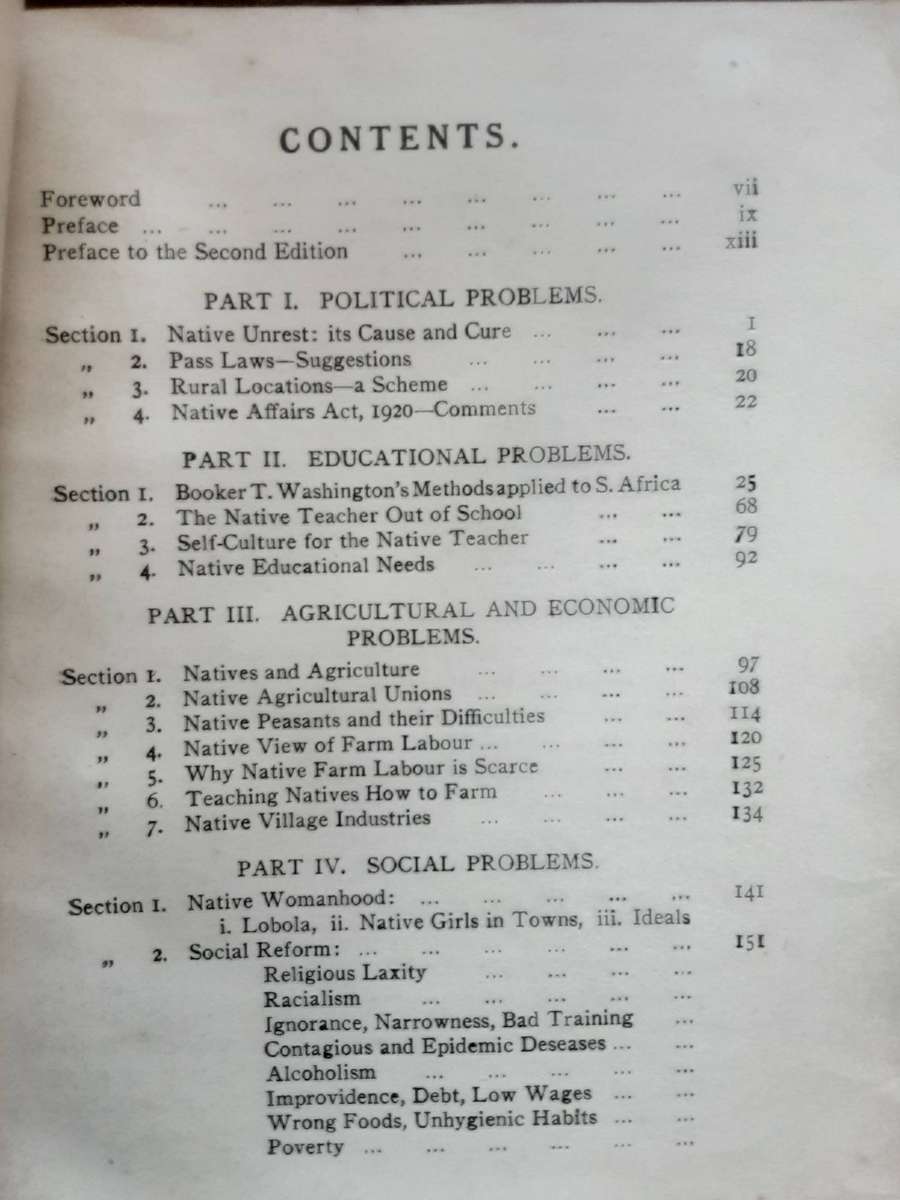 CONTENTS.
Foreword ... ... ... ... ... ... ... ... vii
Preface ... ... ... ... ... ... ... ... ... ix
Preface to the Second Edition ... ... ... ... ... xiii
PART I. POLITICAL PROBLEMS.
Section 1. Native Unrest: its Cause and Cure ... ... ... 1
„ 2. Pass Laws—Suggestions ... ... ... ... 18
„ 3. Rural Locations—a Scheme ... ... ... ... 20
„ 4. Native Affairs Act, 1920—Comments ... ... 22
PART II. EDUCATIONAL PROBLEMS.
Section 1. Booker T. Washington's Methods applied to S. Africa 25
„ 2. The Native Teacher Out of School ... ... 68
„ 3. Self-Culture for the Native Teacher ... ... 79
„ 4. Native Educational Needs ... ... ... ... 92
PART III. AGRICULTURAL AND ECONOMIC
PROBLEMS.
Section 1. Natives and Agriculture ... ... ... ... 97
„ 2. Native Agricultural Unions ... ... ... ... 108
„ 3. Native Peasants and their Difficulties ... ... 114
„ 4. Native View of Farm Labour ... ... ... ... 120
„ 5. Why Native Farm Labour is Scarce ... ... 125
„ 6. Teaching Natives How to Farm ... ... ... 132
„ 7. Native Village Industries ... ... ... ... 134
PART IV. SOCIAL PROBLEMS.
Section 1. Native Womanhood: ... ... ... ... ... 141
i. Lobola, ii. Native Girls in Towns, iii. Ideals
„ 2. Social Reform: ... ... ... ... ... ... 151
Religious Laxity ... ... ... ...
Racialism ... ... ... ... ...
Ignorance, Narrowness, Bad Training ...
Contagious and Epidemic Deseases ... ...
Alcoholism ... ... ... ... ...
Improvidence, Debt, Low Wages ... ...
Wrong Foods, Unhygienic Habits ... ...
Poverty ... ... ... ... ... ...